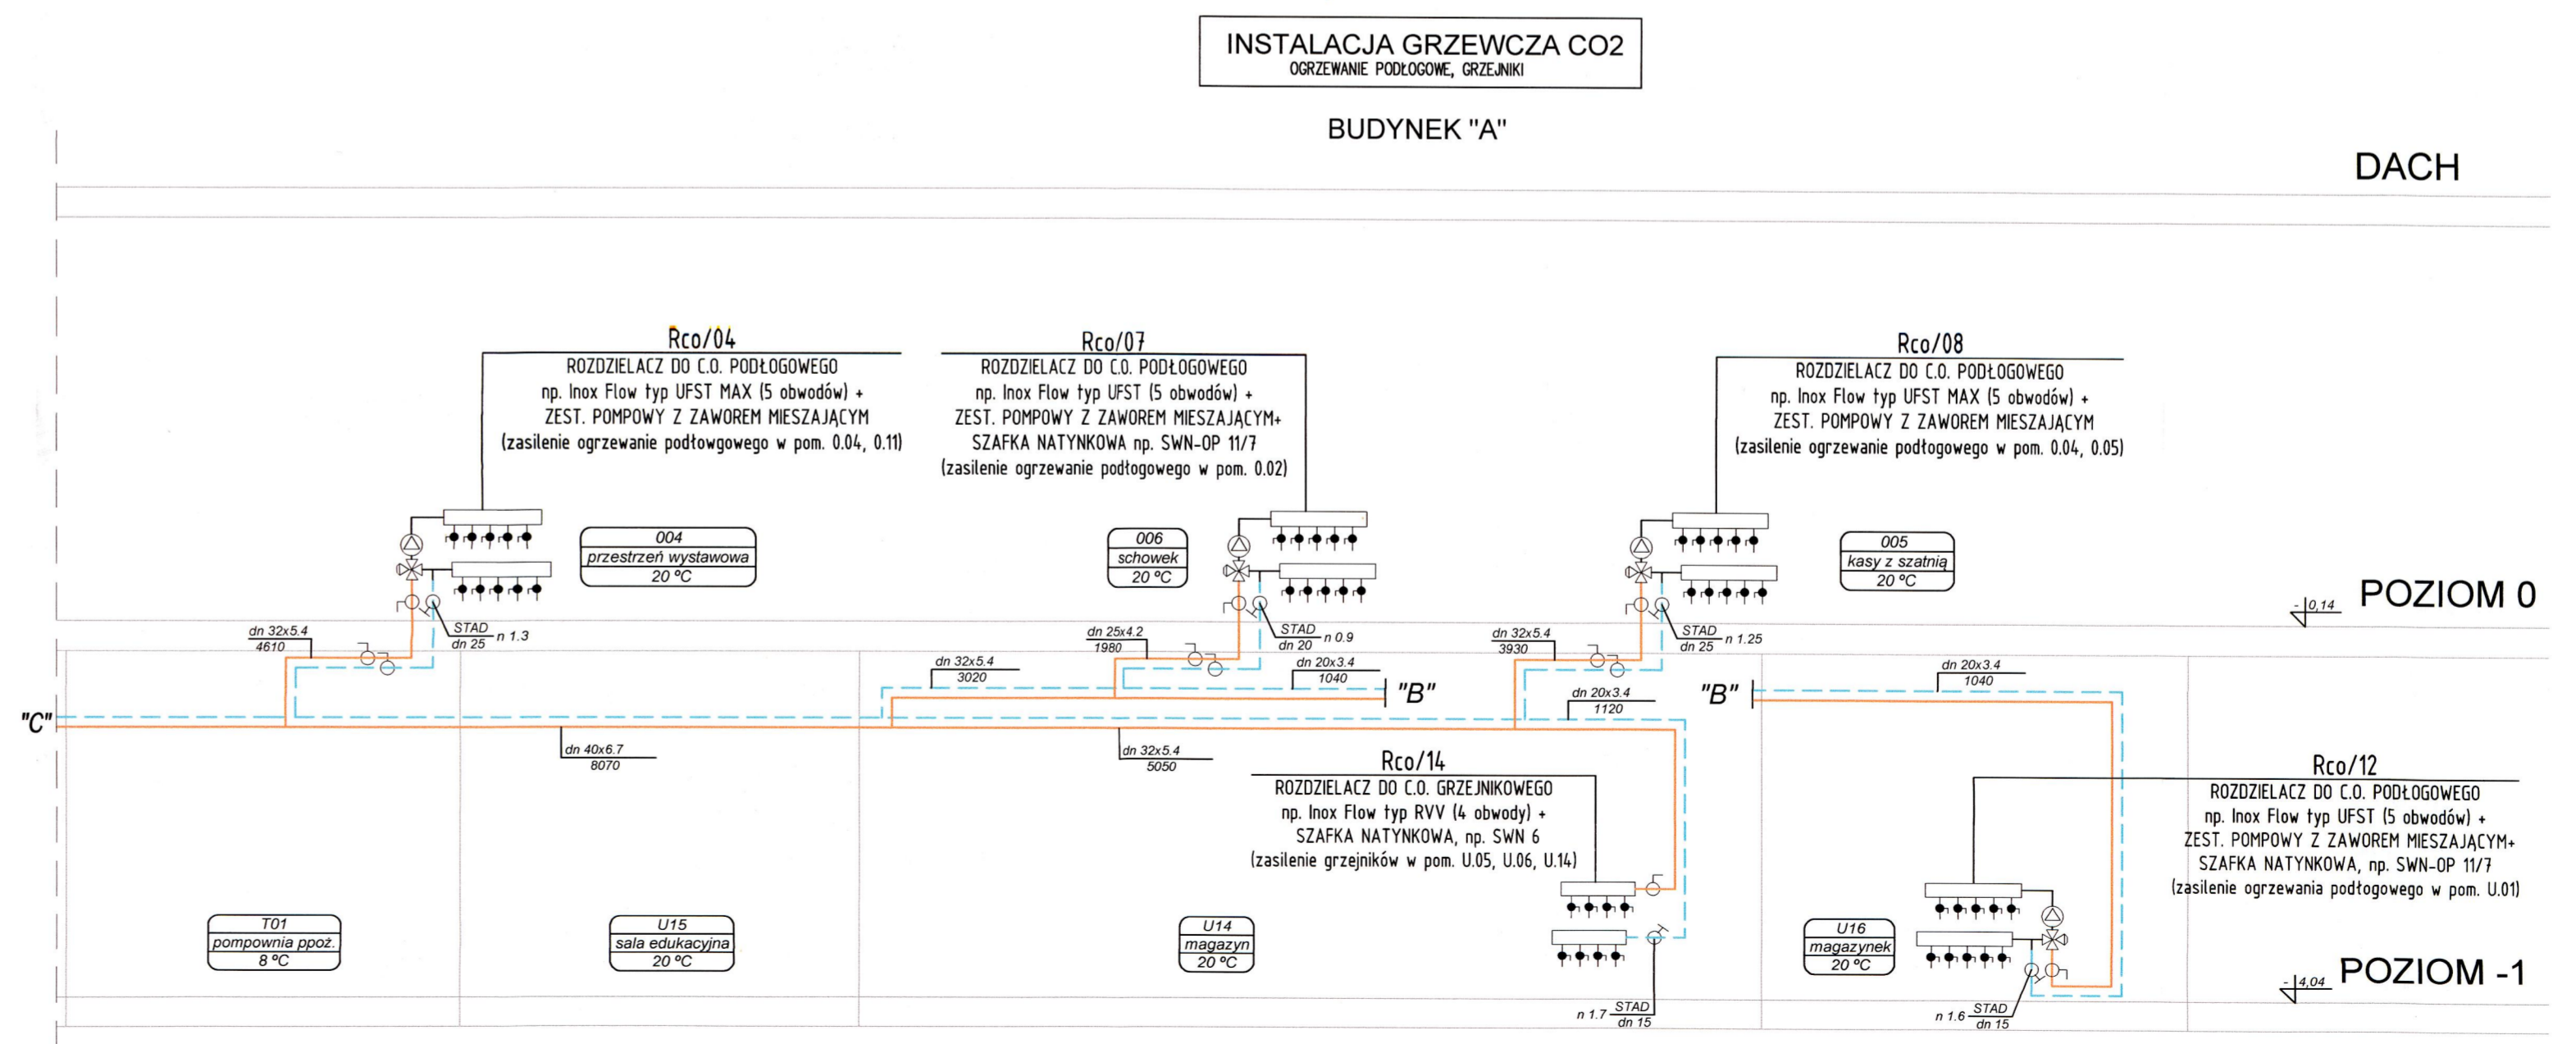 INSTALACJA GRZEWCZA CO2
OGRZEWANIE PODŁOGOWE, GRZEJNIKI
BUDYNEK "A"
DACH
Rco/04
ROZDZIELACZ DO C.O. PODŁOGOWEGO
np. Inox Flow typ UFST MAX (5 obwodów) +
ZEST. POMPOWY Z ZAWOREM MIESZAJĄCYM
(zasilenie ogrzewanie podłowgowego w pom. 0.04, 0.11)
Rco/07
ROZDZIELACZ DO C.O. PODŁOGOWEGO
np. Inox Flow typ UFST (5 obwodów) +
ZEST. POMPOWY Z ZAWOREM MIESZAJĄCYM+
SZAFKA NATYNKOWA np. SWN-OP 11/7
(zasilenie ogrzewanie podłogowego w pom. 0.02)
Rco/08
ROZDZIELACZ DO C.O. PODŁOGOWEGO
np. Inox Flow typ UFST MAX (5 obwodów) +
ZEST. POMPOWY Z ZAWOREM MIESZAJĄCYM
(zasilenie ogrzewanie podłogowego w pom. 0.04, 0.05)
004
przestrzeń wystawowa
20 ºC
006
schowek
20 ºC
005
kasy z szatnią
20 ºC
- 0,14
POZIOM 0
dn 32x5.4
4610
STAD
dn 25
n 1.3
dn 25x4.2
1980
STAD
dn 20
n 0.9
dn 32x5.4
3930
STAD
dn 25
n 1.25
dn 32x5.4
3020
dn 20x3.4
1040
"B"
dn 20x3.4
1120
"B"
dn 20x3.4
1040
"C"
dn 40x6.7
8070
dn 32x5.4
5050
Rco/14
ROZDZIELACZ DO C.O. GRZEJNIKOWEGO
np. Inox Flow typ RVV (4 obwody) +
SZAFKA NATYNKOWA, np. SWN 6
(zasilenie grzejników w pom. U.05, U.06, U.14)
Rco/12
ROZDZIELACZ DO C.O. PODŁOGOWEGO
np. Inox Flow typ UFST (5 obwodów) +
ZEST. POMPOWY Z ZAWOREM MIESZAJĄCYM+
SZAFKA NATYNKOWA, np. SWN-OP 11/7
(zasilenie ogrzewania podłogowego w pom. U.01)
T01
pompownia ppoż.
8 ºC
U15
sala edukacyjna
20 ºC
U14
magazyn
20 ºC
U16
magazynek
20 ºC
- 4,04
POZIOM -1
n 1.7
STAD
dn 15
n 1.6
STAD
dn 15